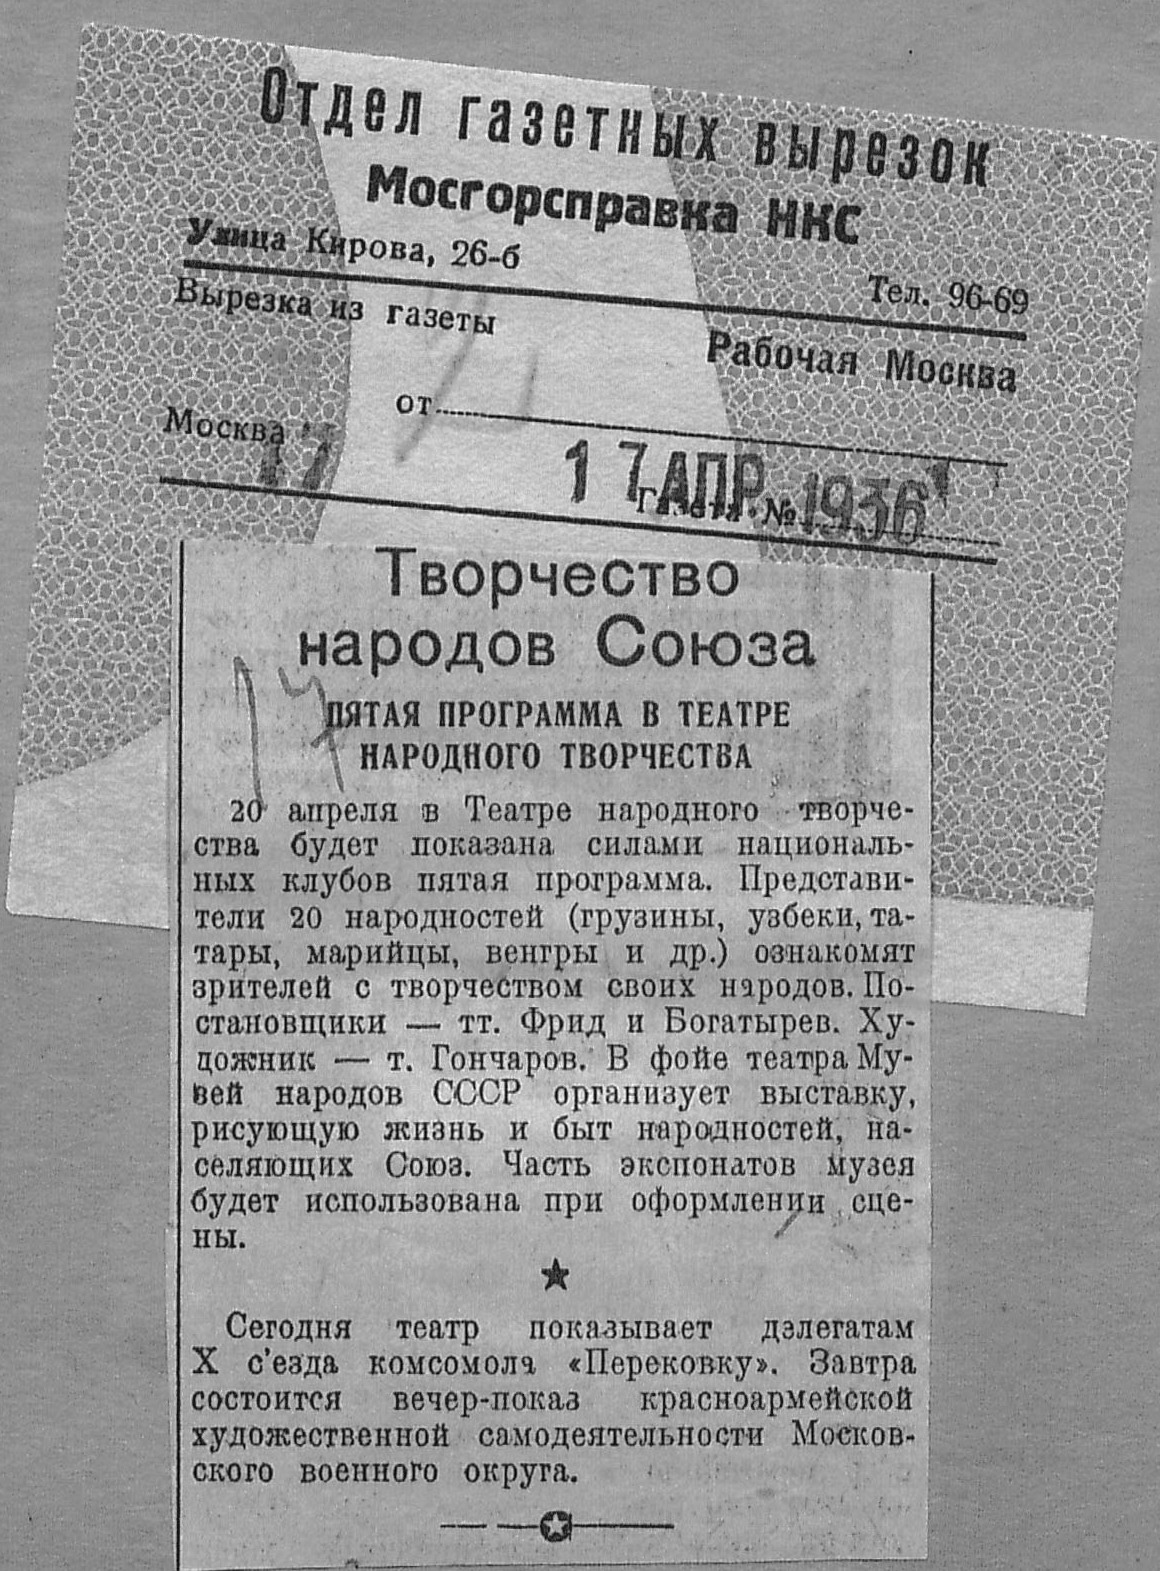 Отдел газетных вырезок
Мосгорсправка НКС
Улица Кирова, 26-б
Тел. 96-69
Вырезка из газеты
Рабочая Москва
от
Москва 17
17 АПР 1936
Газета №
Творчество
народов Союза
ПЯТАЯ ПРОГРАММА В ТЕАТРЕ
НАРОДНОГО ТВОРЧЕСТВА
20 апреля в Театре народного творче-
ства будет показана силами националь-
ных клубов пятая программа. Представи-
тели 20 народностей (грузины, узбеки, та-
тары, марийцы, венгры и др.) ознакомят
зрителей с творчеством своих народов. По-
становщики — тт. Фрид и Богатырев. Ху-
дожник — т. Гончаров. В фойе театра Му-
зей народов СССР организует выставку,
рисующую жизнь и быт народностей, на-
селяющих Союз. Часть экспонатов музея
будет использована при оформлении сце-
ны.
Сегодня театр показывает делегатам
X с'езда комсомола «Перековку». Завтра
состоится вечер-показ красноармейской
художественной самодеятельности Москов-
ского военного округа.